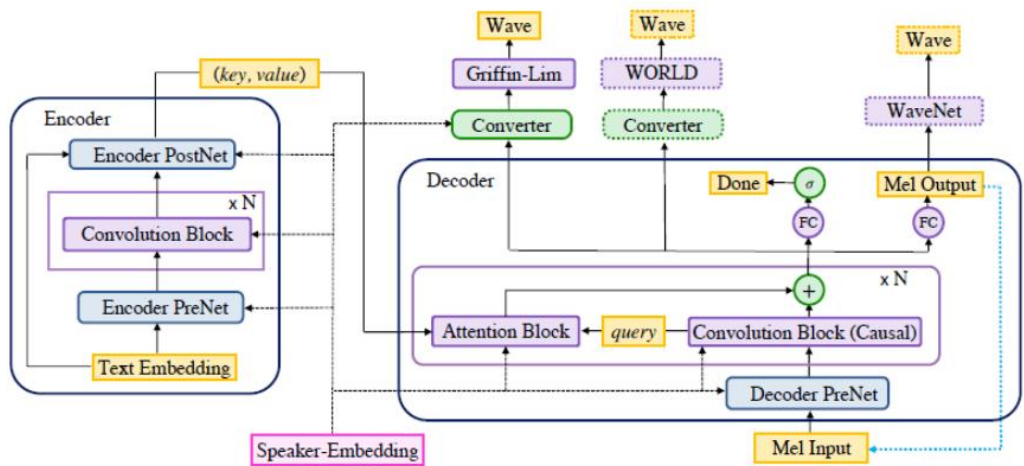 Wave
Wave
Wave
(key, value)
Griffin-Lim
WORLD
WaveNet
Encoder
Converter
Converter
Encoder PostNet
Decoder
Done
σ
Mel Output
x N
Convolution Block
FC
FC
x N
+
Encoder PreNet
Attention Block
query
Convolution Block (Causal)
Text Embedding
Decoder PreNet
Speaker-Embedding
Mel Input